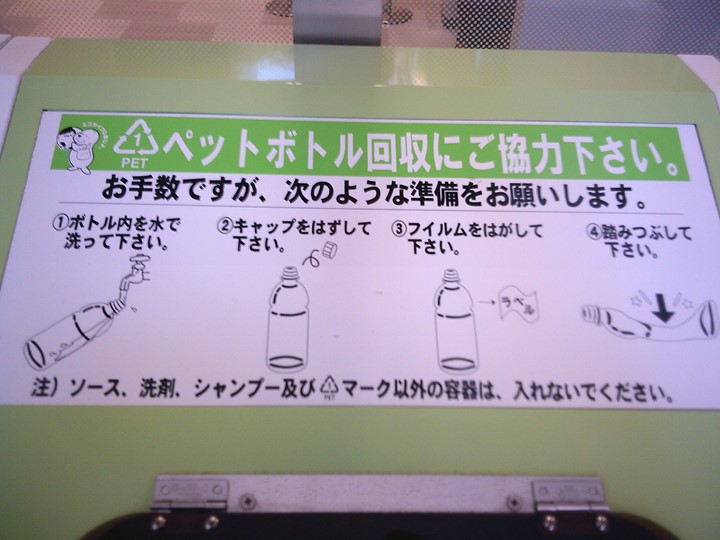 1
PET
ペットボトル回収にご協力下さい。
お手数ですが、次のような準備をお願いします。
①ボトル内を水で
洗って下さい。
②キャップをはずして
下さい。
③フイルムをはがして
下さい。
ラベル
④踏みつぶして
下さい。
注）ソース、洗剤、シャンプー及び PET マーク以外の容器は、入れないでください。